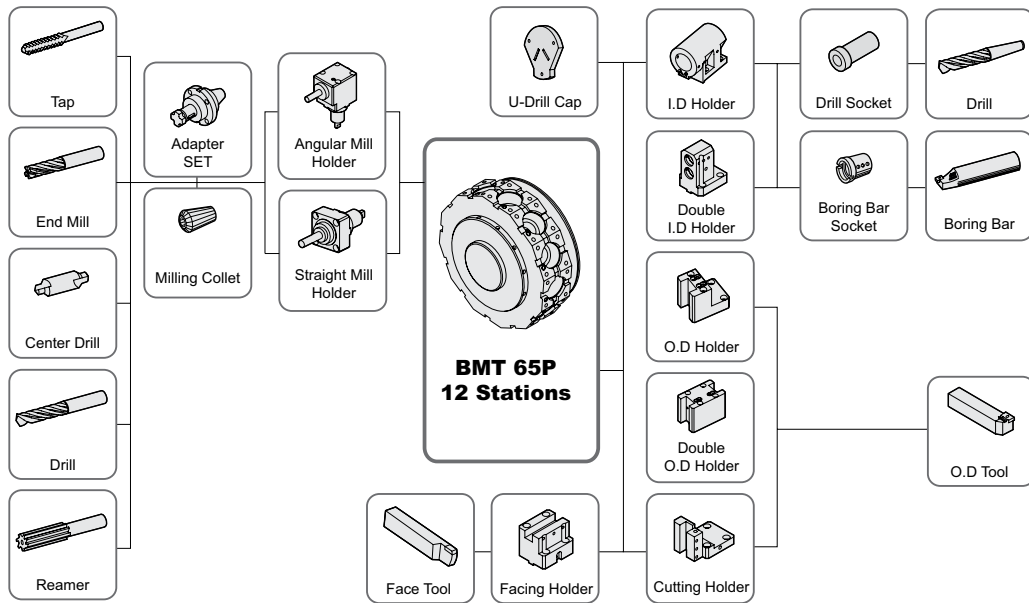 Tap
End Mill
Center Drill
Drill
Reamer
Adapter
SET
Milling Collet
Angular Mill
Holder
Straight Mill
Holder
BMT 65P
12 Stations
U-Drill Cap
I.D Holder
Drill Socket
Drill
Double
I.D Holder
Boring Bar
Socket
Boring Bar
O.D Holder
Double
O.D Holder
O.D Tool
Face Tool
Facing Holder
Cutting Holder